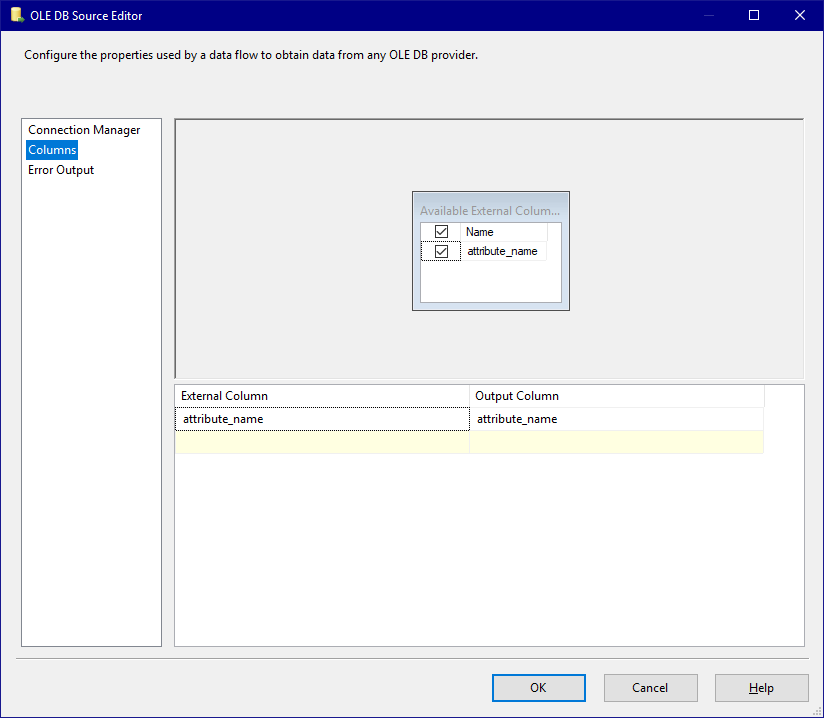 OLE DB Source Editor
Configure the properties used by a data flow to obtain data from any OLE DB provider.
Connection Manager
Columns
Error Output
Available External Colum...
Name
attribute_name
External Column Output Column
attribute_name attribute_name
OK Cancel Help